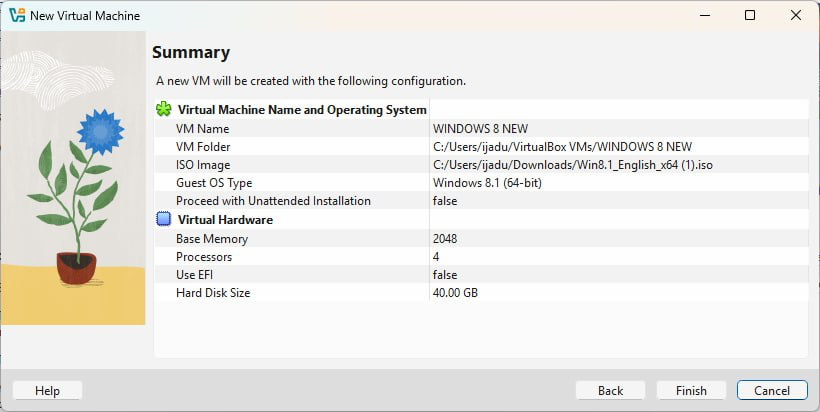 New Virtual Machine
Summary
A new VM will be created with the following configuration.
Virtual Machine Name and Operating System
VM Name WINDOWS 8 NEW
VM Folder C:/Users/ijadu/VirtualBox VMs/WINDOWS 8 NEW
ISO Image C:/Users/ijadu/Downloads/Win8.1_English_x64 (1).iso
Guest OS Type Windows 8.1 (64-bit)
Proceed with Unattended Installation false
Virtual Hardware
Base Memory 2048
Processors 4
Use EFI false
Hard Disk Size 40.00 GB
Help Back Finish Cancel